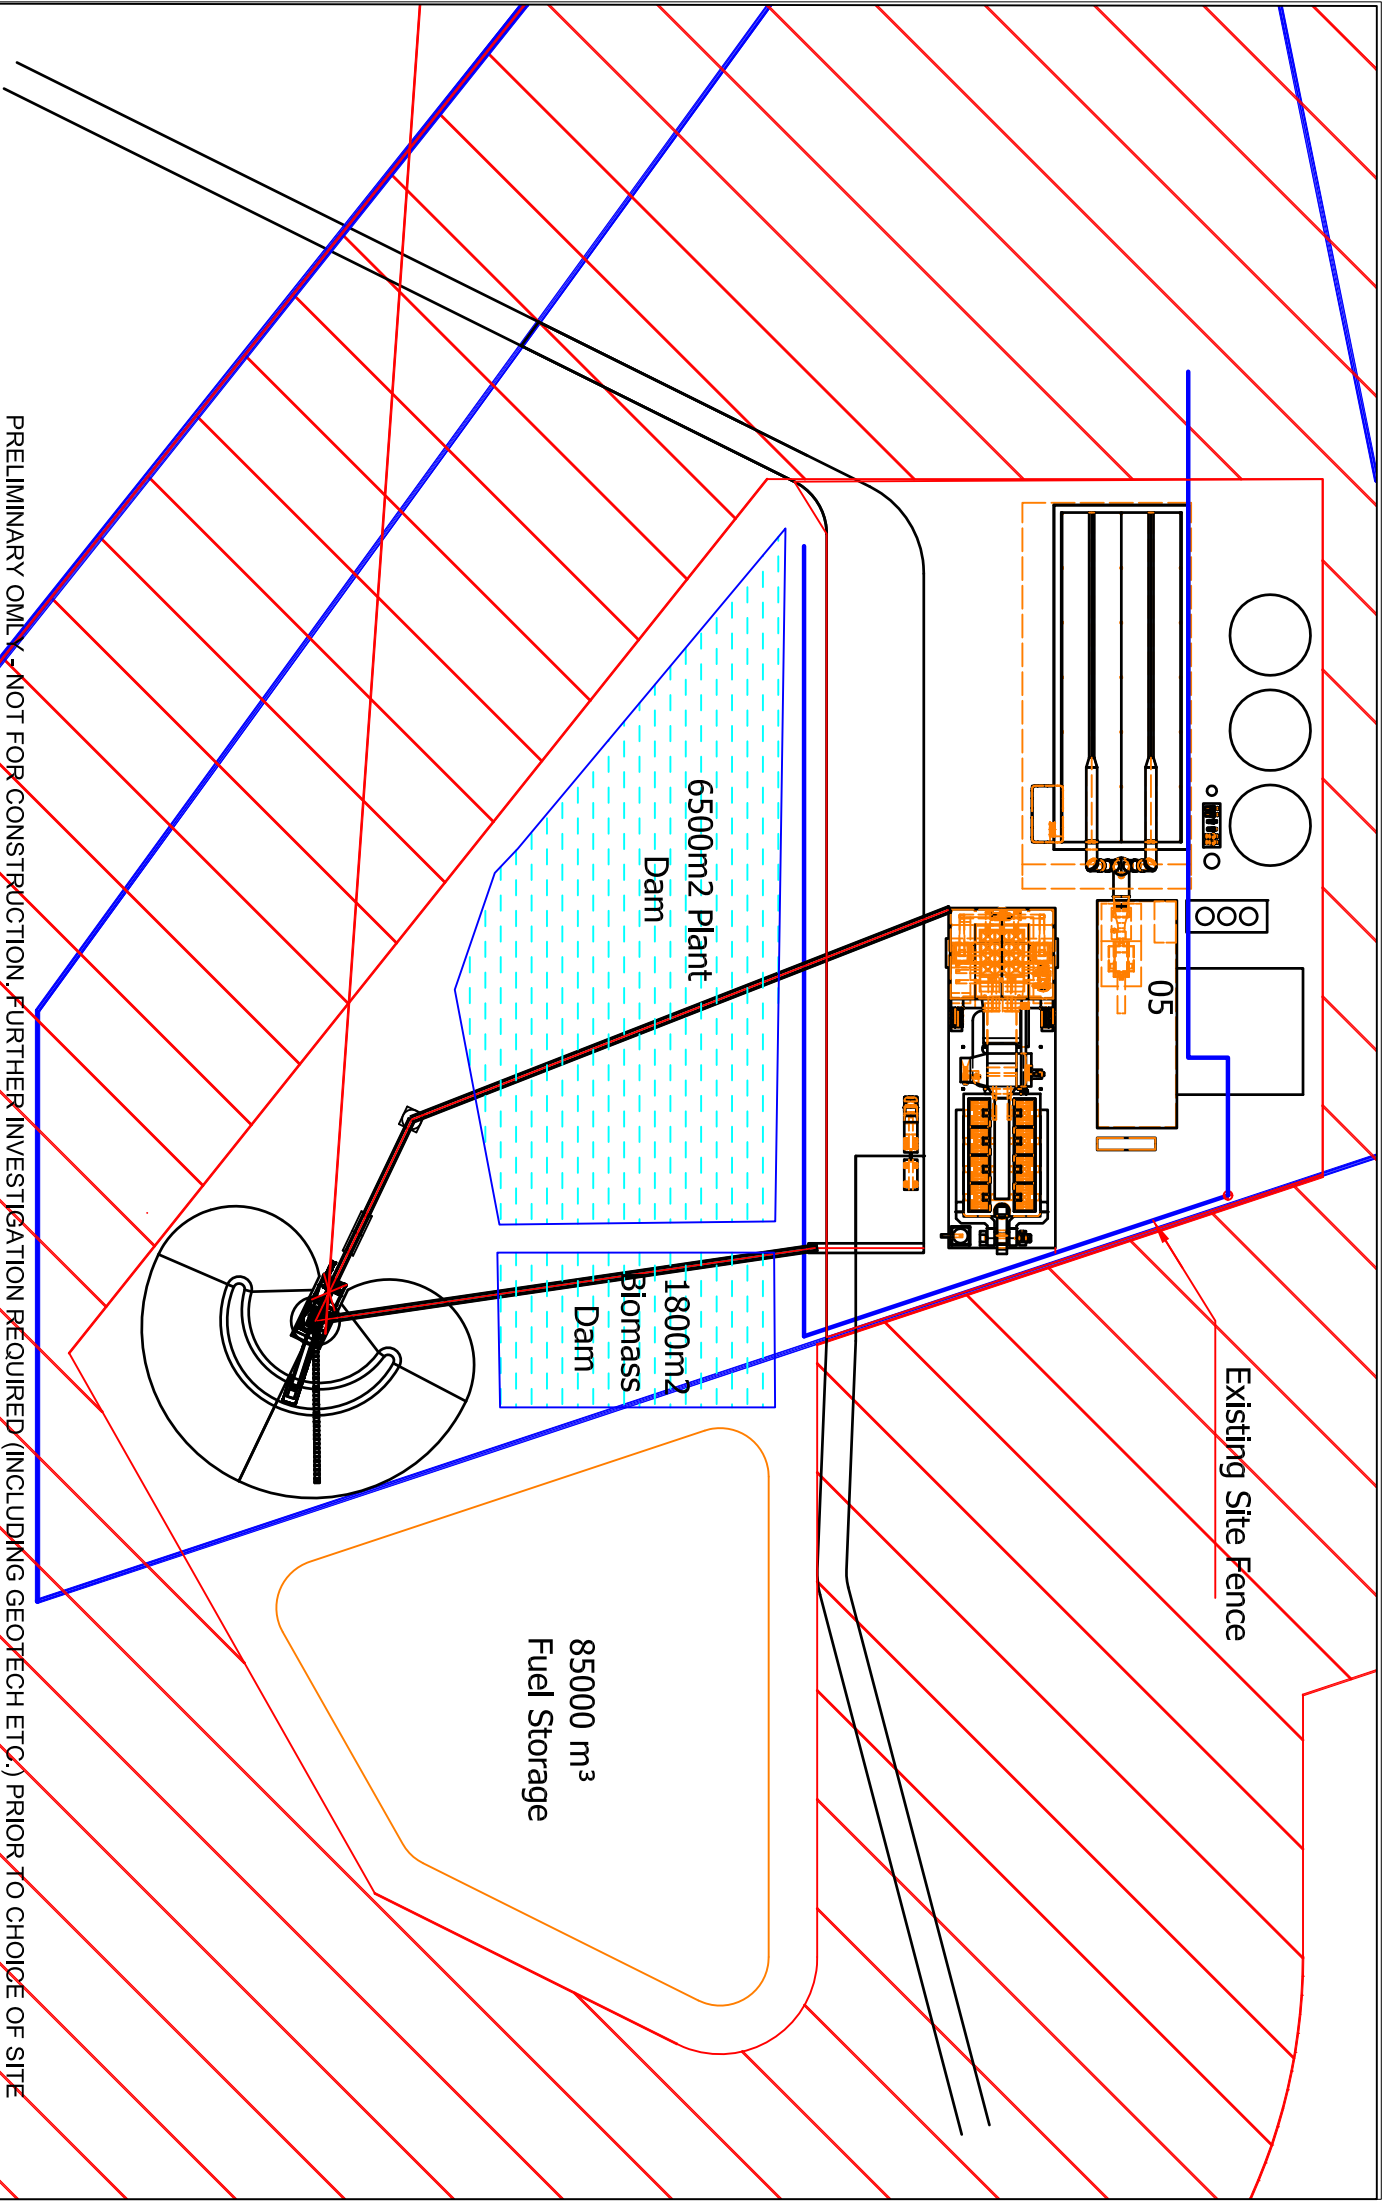 Existing Site Fence
05
6500m2 Plant
Dam
1800m2
Biomass
Dam
85000 m³
Fuel Storage
PRELIMINARY OMLY - NOT FOR CONSTRUCTION. FURTHER INVESTIGATION REQUIRED (INCLUDING GEOTECH ETC.) PRIOR TO CHOICE OF SITE